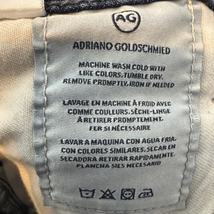 AG
ADRIANO GOLDSCHMIED
MACHINE WASH COLD WITH
LIKE COLORS; TUMBLE DRY.
REMOVE PROMPTLY, IRON IF NEEDED
LAVAGE EN MACHINE À FROID AVEC
COMME COULEURS. SÈCHE-LINGE
À RETIRER PROMPTEMENT.
FER SI NÉCESSAIRE
LAVAR A MAQUINA CON AGUA FRIA.
CON COLORES SIMILARES. SECAR EN
SECADORA RETIRAR RAPIDAMENTE.
PLANCHA SI ES NECESARIO